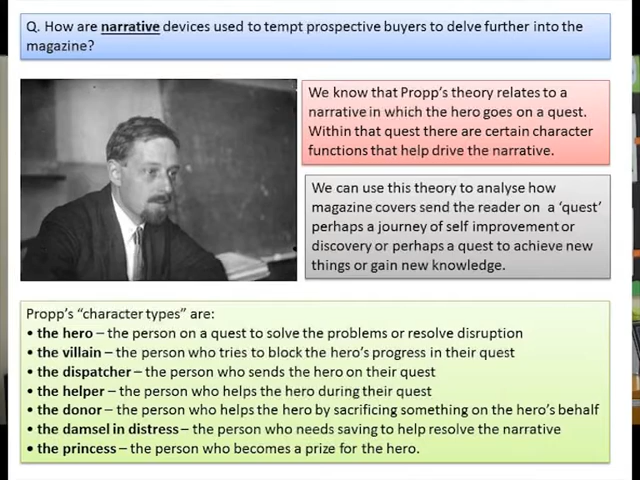 Q. How are narrative devices used to tempt prospective buyers to delve further into the
magazine?
We know that Propp's theory relates to a
narrative in which the hero goes on a quest.
Within that quest there are certain character
functions that help drive the narrative.
We can use this theory to analyse how
magazine covers send the reader on a 'quest'
perhaps a journey of self improvement or
discovery or perhaps a quest to achieve new
things or gain new knowledge.
Propp's "character types" are:
• the hero – the person on a quest to solve the problems or resolve disruption
• the villain – the person who tries to block the hero's progress in their quest
• the dispatcher – the person who sends the hero on their quest
• the helper – the person who helps the hero during their quest
• the donor – the person who helps the hero by sacrificing something on the hero's behalf
• the damsel in distress – the person who needs saving to help resolve the narrative
• the princess – the person who becomes a prize for the hero.